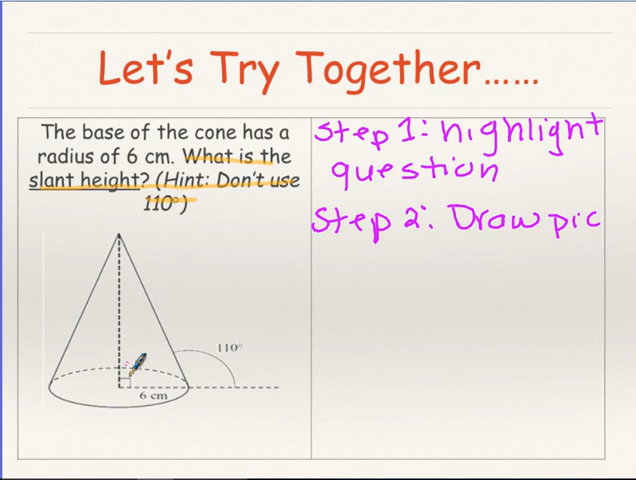 Let's Try Together......
The base of the cone has a
radius of 6 cm. What is the
slant height? (Hint: Don't use
110°)
Step 1: highlight
question
Step 2: Draw pic
110°
6 cm